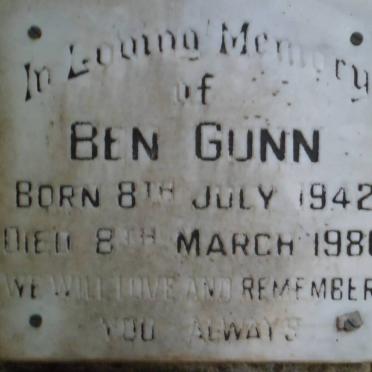 In Loving Memory
of
BEN GUNN
BORN 8TH JULY 1942
DIED 8TH MARCH 198
WE WILL LOVE AND REMEMBER
YOU ALWAYS